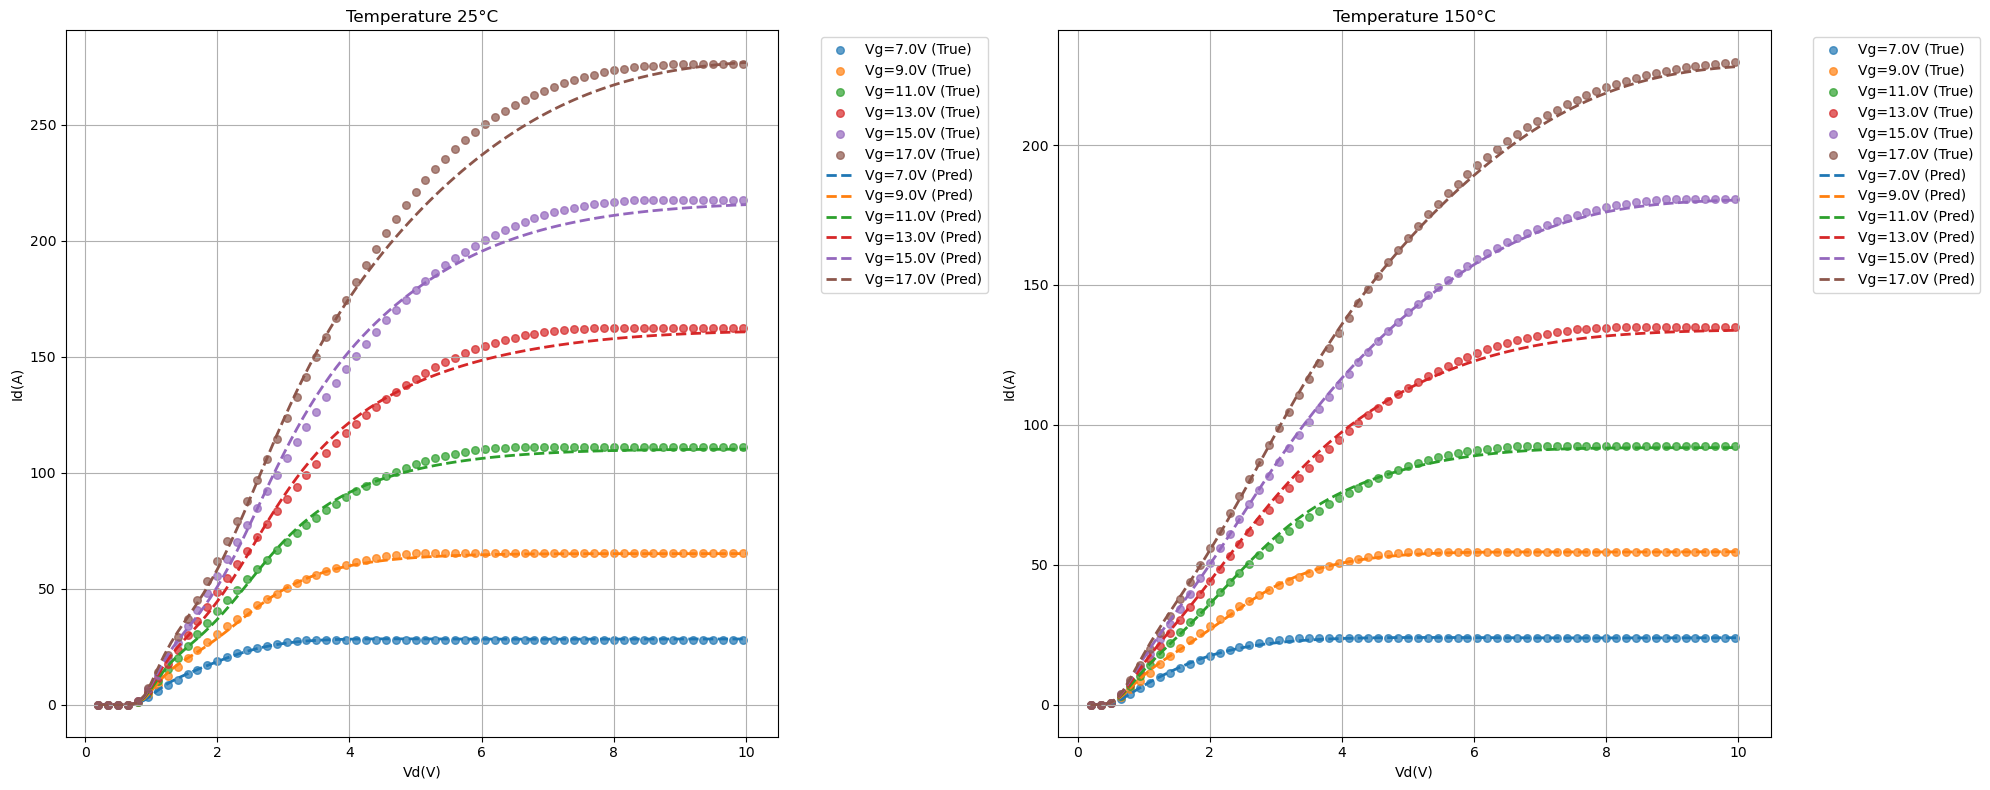 Temperature 25°C
250
200
150
100
50
0
Id(A)
0 2 4 6 8 10
Vd(V)
Vg=7.0V (True)
Vg=9.0V (True)
Vg=11.0V (True)
Vg=13.0V (True)
Vg=15.0V (True)
Vg=17.0V (True)
Vg=7.0V (Pred)
Vg=9.0V (Pred)
Vg=11.0V (Pred)
Vg=13.0V (Pred)
Vg=15.0V (Pred)
Vg=17.0V (Pred)
Temperature 150°C
200
150
100
50
0
Id(A)
0 2 4 6 8 10
Vd(V)
Vg=7.0V (True)
Vg=9.0V (True)
Vg=11.0V (True)
Vg=13.0V (True)
Vg=15.0V (True)
Vg=17.0V (True)
Vg=7.0V (Pred)
Vg=9.0V (Pred)
Vg=11.0V (Pred)
Vg=13.0V (Pred)
Vg=15.0V (Pred)
Vg=17.0V (Pred)